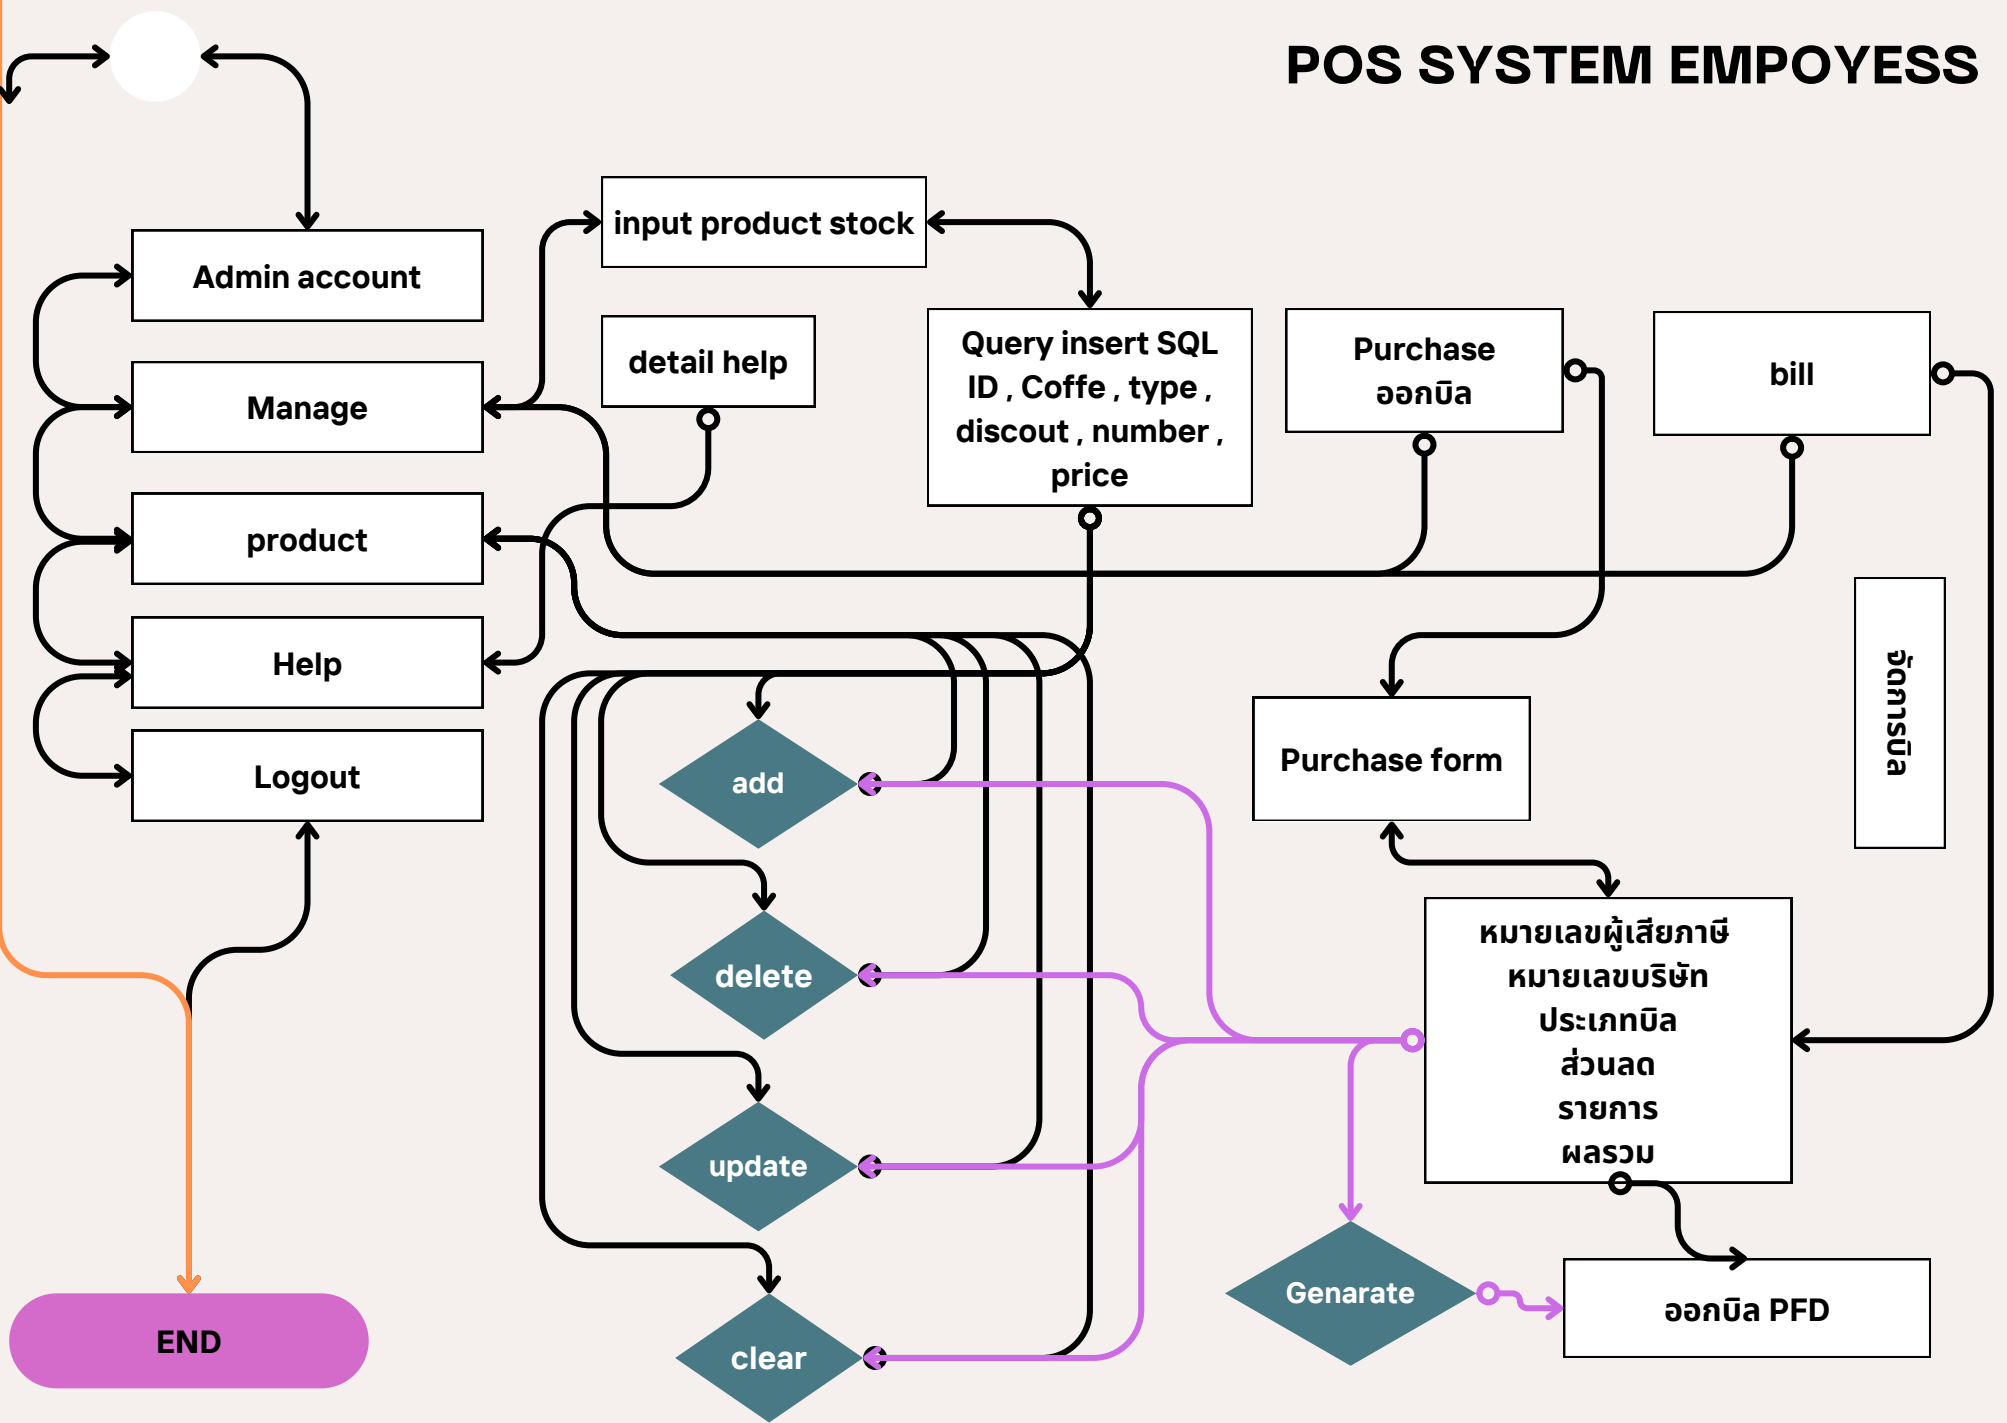 POS SYSTEM EMPOYESS
input product stock
Admin account
detail help
Query insert SQL
ID , Coffe , type ,
discout , number ,
price
Purchase
ออกบิล
bill
Manage
product
Help
Logout
จัดการบิล
add
Purchase form
delete
หมายเลขผู้เสียภาษี
หมายเลขบริษัท
ประเภทบิล
ส่วนลด
รายการ
ผลรวม
update
Genarate
ออกบิล PFD
END
clear